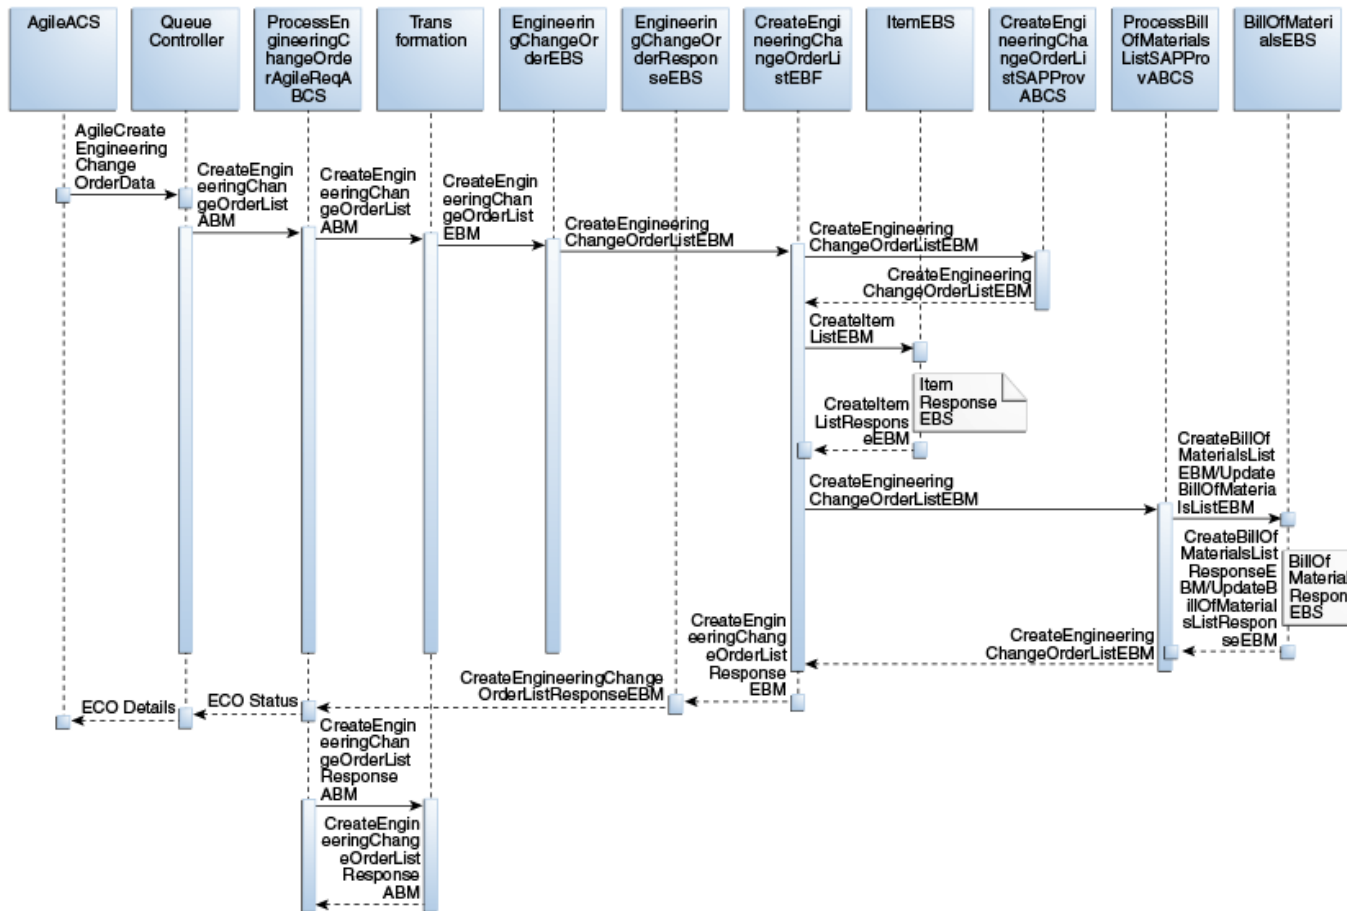 AgileACS
Queue
Controller
ProcessEn
gineeringC
hangeOrde
rAgileReqA
BCS
Trans
formation
Engineerin
gChangeOr
derEBS
Engineerin
gChangeOr
derRespon
seEBS
CreateEngi
neeringCha
ngeOrderLi
stEBF
ItemEBS
CreateEngi
neeringCha
ngeOrderLi
stSAPProv
ABCS
ProcessBill
OfMaterials
ListSAPPro
vABCS
BillOfMateri
alsEBS
AgileCreate
Engineering
Change
OrderData
CreateEngin
eeringChan
geOrderList
ABM
CreateEngin
eeringChan
geOrderList
ABM
CreateEngin
eeringChan
geOrderList
EBM
CreateEngineering
ChangeOrderListEBM
CreateEngineering
ChangeOrderListEBM
CreateEngineering
ChangeOrderListEBM
CreateItem
ListEBM
Item
Response
EBS
CreateItem
ListRespons
eEBM
CreateEngineering
ChangeOrderListEBM
CreateBillOf
MaterialsList
EBM/Update
BillOfMateria
lsListEBM
CreateBillOf
MaterialsList
ResponseE
BM/UpdateB
illOfMaterial
sListRespon
seEBM
BillOf
Material
Respon
EBS
CreateEngineering
ChangeOrderListEBM
CreateEngin
eeringChang
eOrderList
Response
EBM
CreateEngineeringChange
OrderListResponseEBM
ECO Status
ECO Details
CreateEngin
eeringChan
geOrderList
Response
ABM
CreateEngin
eeringChang
eOrderList
Response
ABM